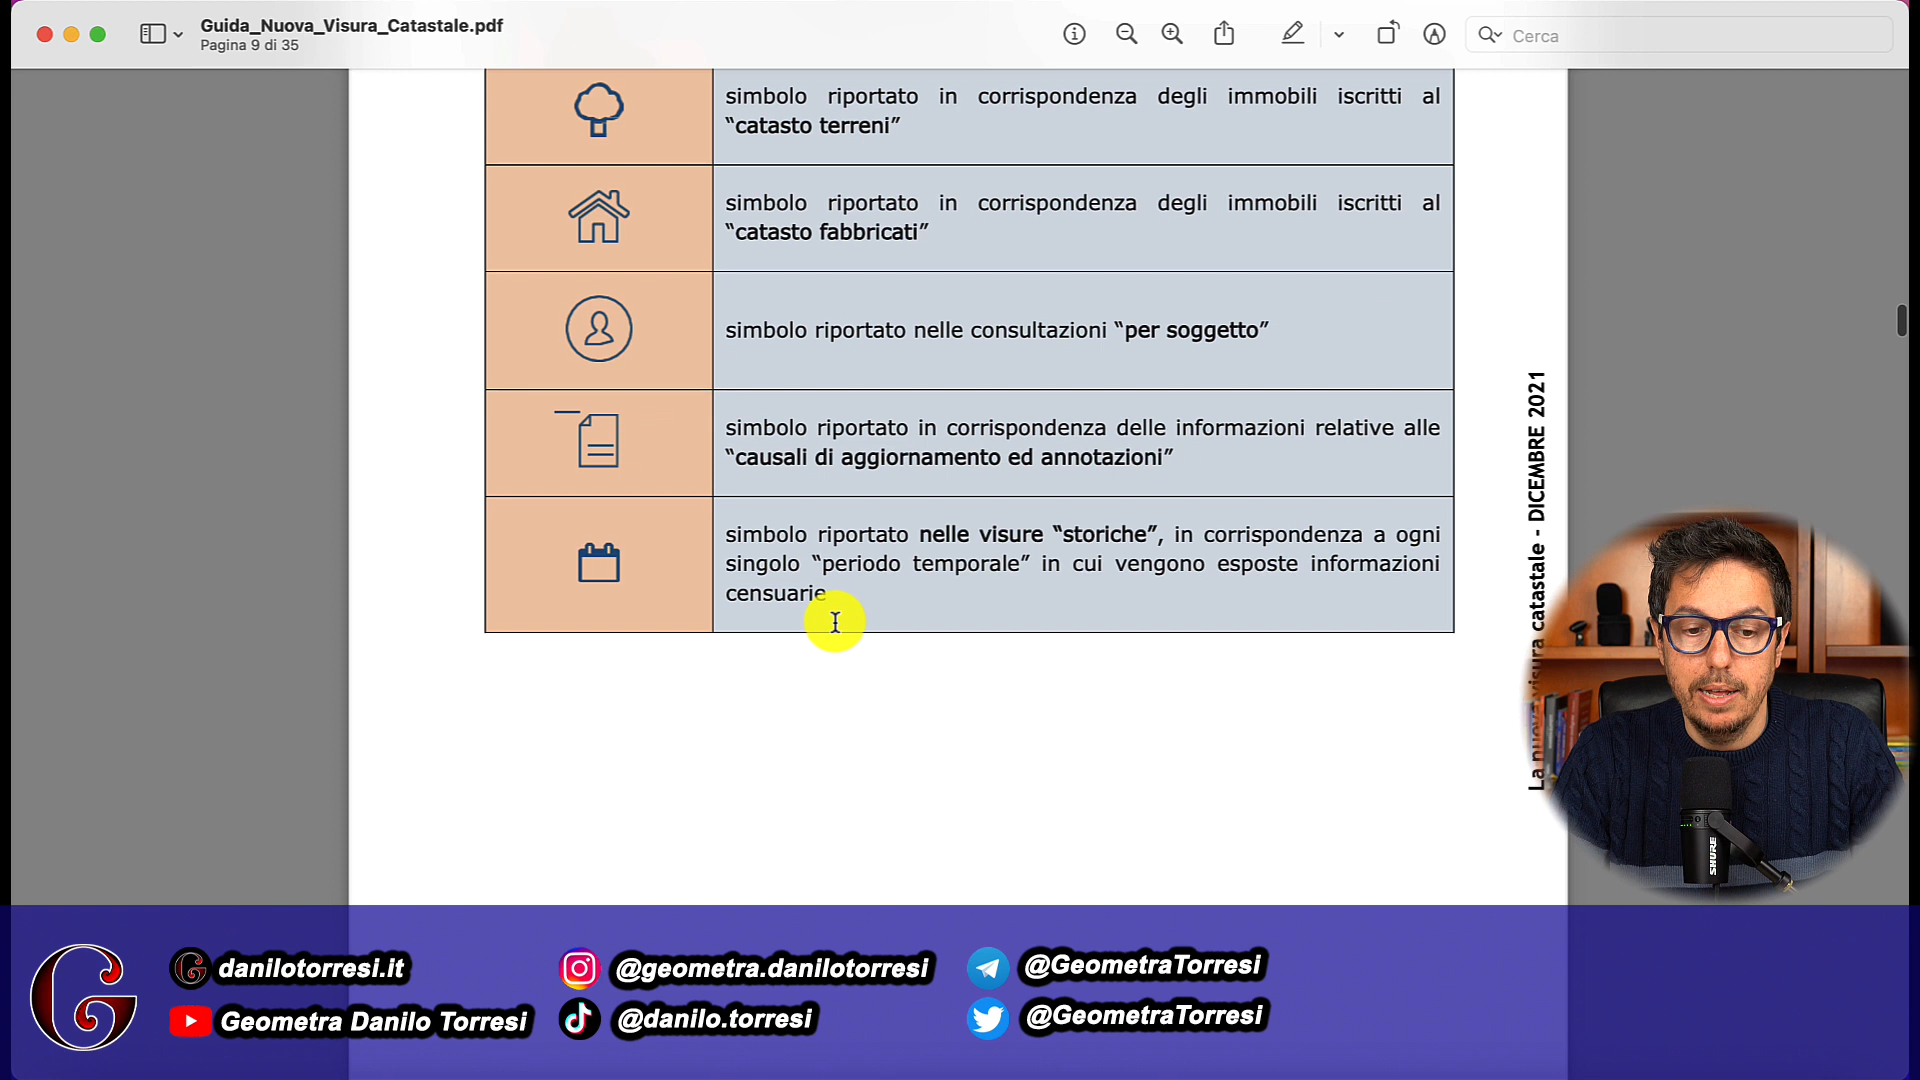 Guida_Nuova_Visura_Catastale.pdf
Pagina 9 di 35
Cerca
simbolo riportato in corrispondenza degli immobili iscritti al
“catasto terreni”
simbolo riportato in corrispondenza degli immobili iscritti al
“catasto fabbricati”
simbolo riportato nelle consultazioni “per soggetto”
simbolo riportato in corrispondenza delle informazioni relative alle
“causali di aggiornamento ed annotazioni”
simbolo riportato nelle visure “storiche”, in corrispondenza a ogni
singolo “periodo temporale” in cui vengono esposte informazioni
censuarie
La nuova visura catastale - DICEMBRE 2021
SHURE
danilotorresi.it
@geometra.danilotorresi
@GeometraTorresi
Geometra Danilo Torresi
@danilo.torresi
@GeometraTorresi